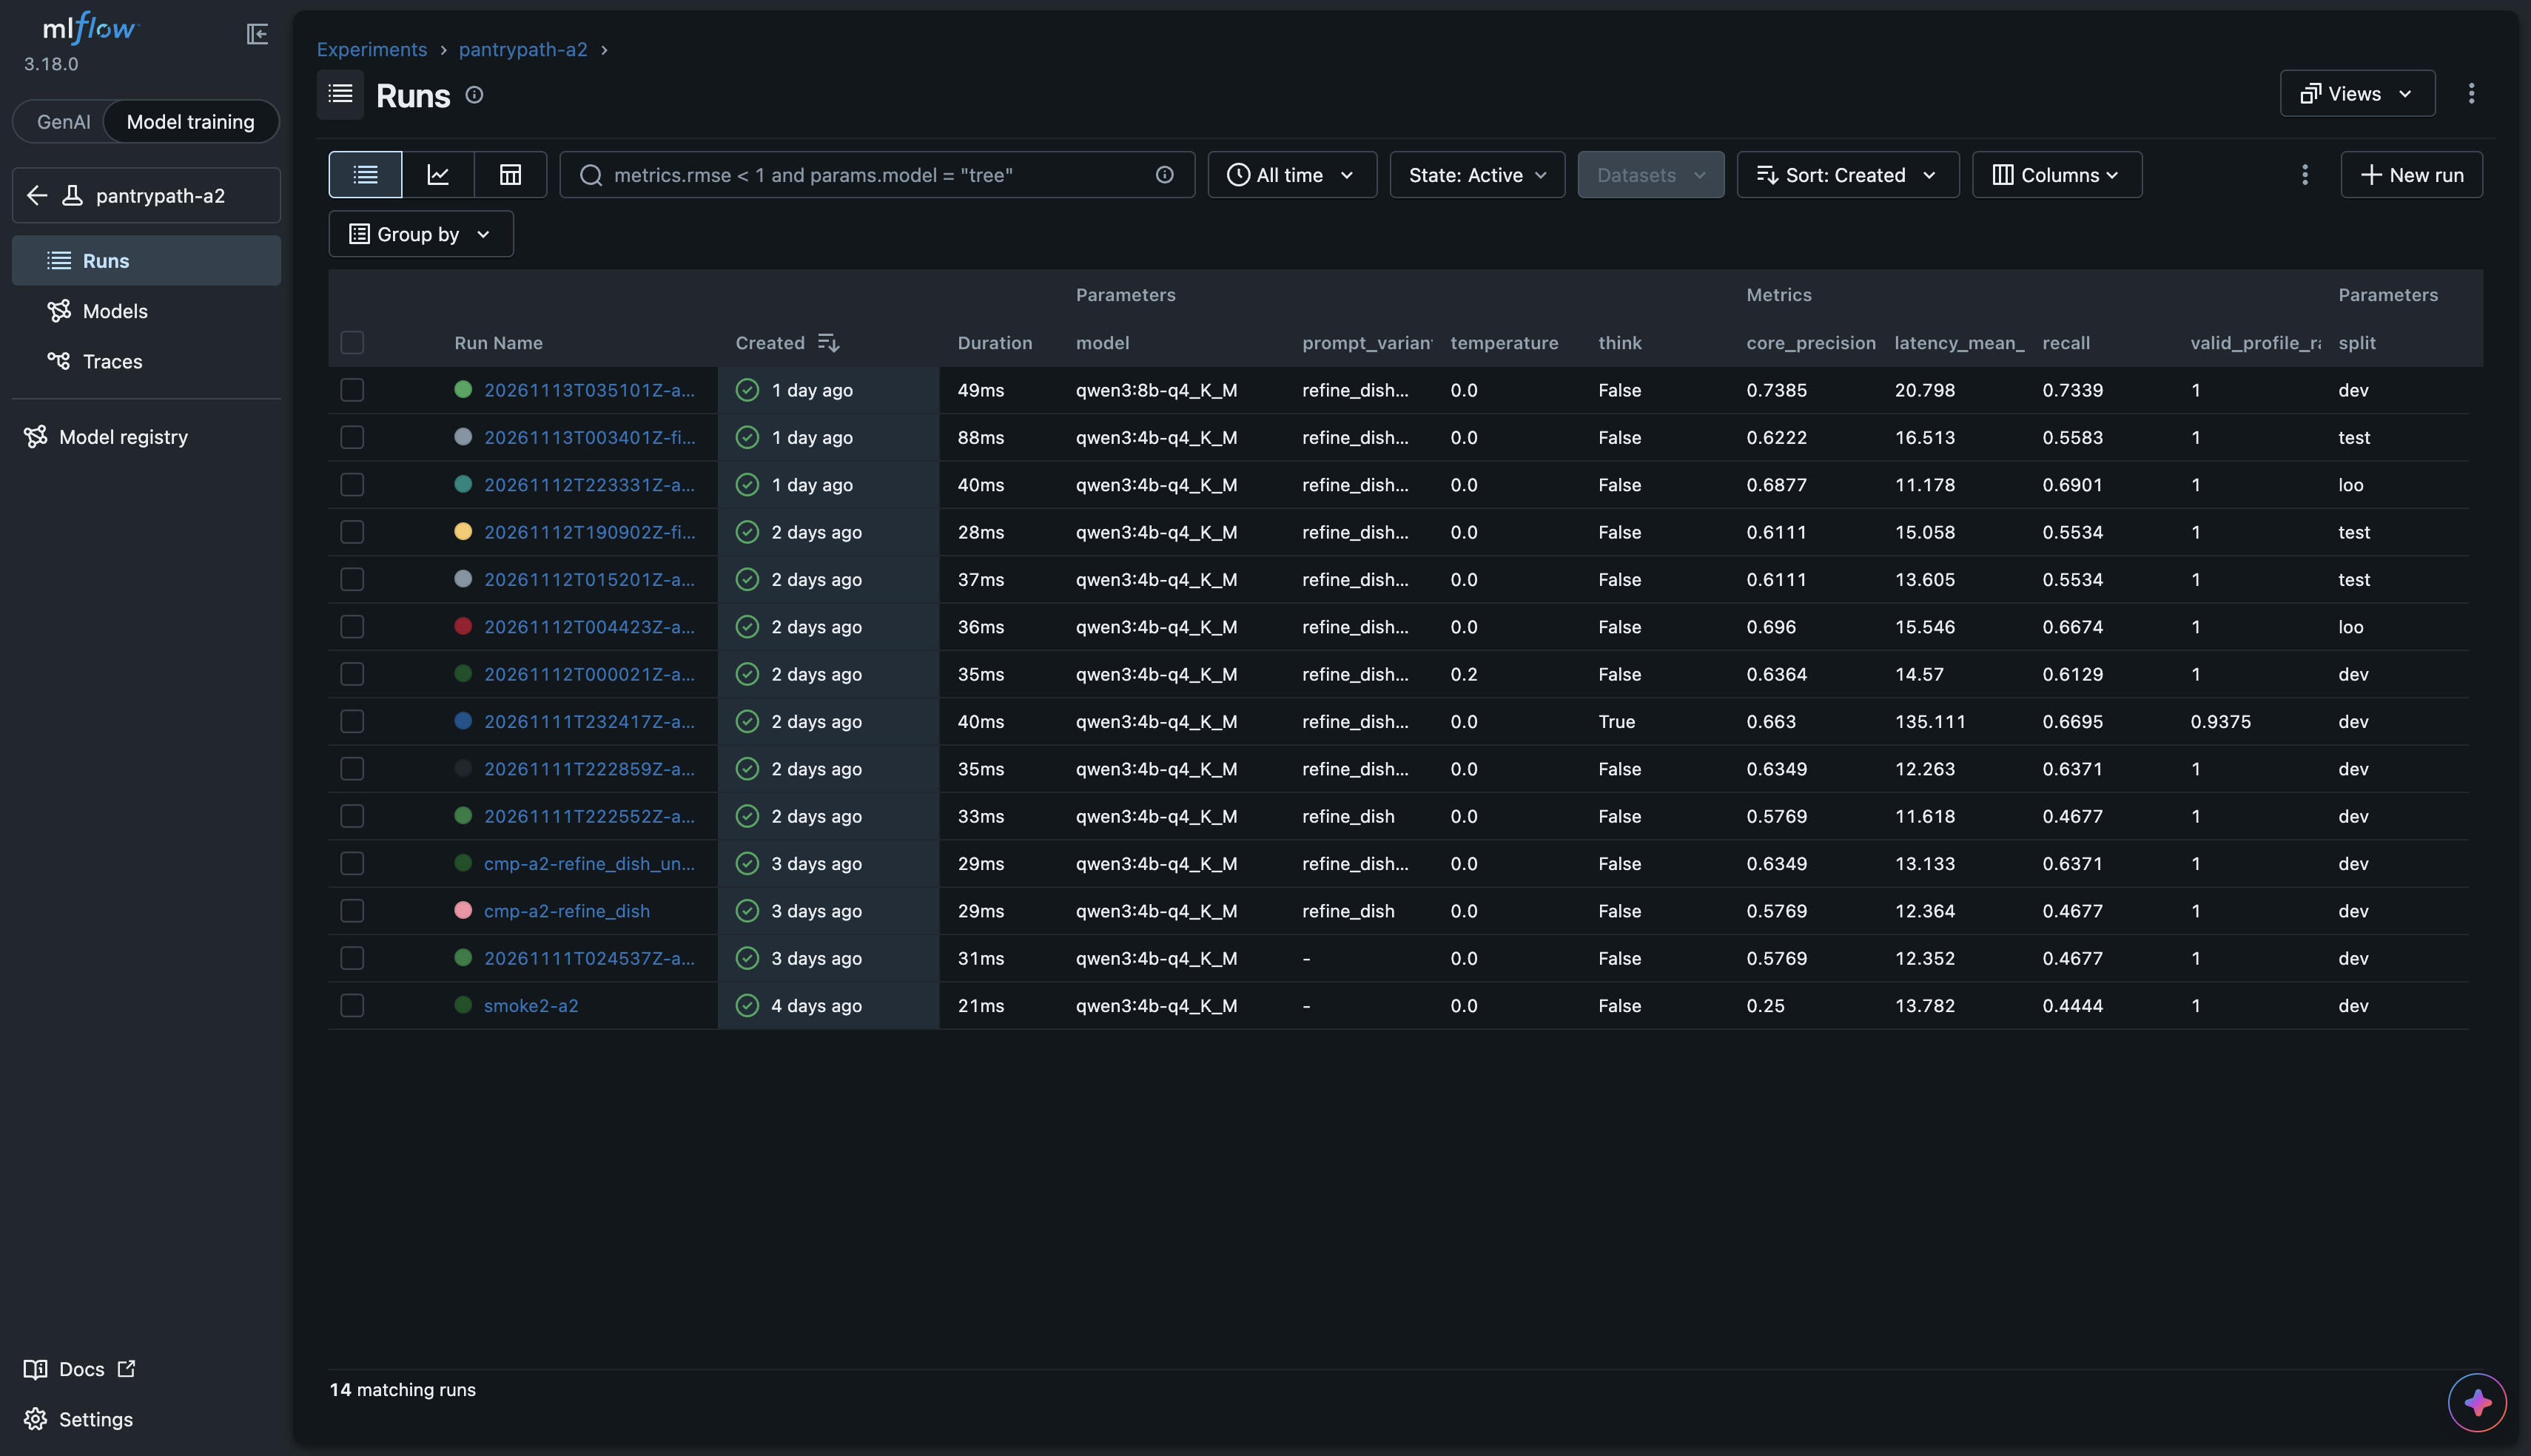 mlflow
3.18.0
GenAI
Model training
pantrypath-a2
Runs
Models
Traces
Model registry
Docs
Settings
Experiments > pantrypath-a2 >
Runs
Views
metrics.rmse < 1 and params.model = "tree"
All time
State: Active
Datasets
Sort: Created
Columns
New run
Group by
Parameters Metrics Parameters
Run Name Created Duration model prompt_varian temperature think core_precision latency_mean_ recall valid_profile_ra split
20261113T035101Z-a... 1 day ago 49ms qwen3:8b-q4_K_M refine_dish... 0.0 False 0.7385 20.798 0.7339 1 dev
20261113T003401Z-fi... 1 day ago 88ms qwen3:4b-q4_K_M refine_dish... 0.0 False 0.6222 16.513 0.5583 1 test
20261112T223331Z-a... 1 day ago 40ms qwen3:4b-q4_K_M refine_dish... 0.0 False 0.6877 11.178 0.6901 1 loo
20261112T190902Z-fi... 2 days ago 28ms qwen3:4b-q4_K_M refine_dish... 0.0 False 0.6111 15.058 0.5534 1 test
20261112T015201Z-a... 2 days ago 37ms qwen3:4b-q4_K_M refine_dish... 0.0 False 0.6111 13.605 0.5534 1 test
20261112T004423Z-a... 2 days ago 36ms qwen3:4b-q4_K_M refine_dish... 0.0 False 0.696 15.546 0.6674 1 loo
20261112T000021Z-a... 2 days ago 35ms qwen3:4b-q4_K_M refine_dish... 0.2 False 0.6364 14.57 0.6129 1 dev
20261111T232417Z-a... 2 days ago 40ms qwen3:4b-q4_K_M refine_dish... 0.0 True 0.663 135.111 0.6695 0.9375 dev
20261111T222859Z-a... 2 days ago 35ms qwen3:4b-q4_K_M refine_dish... 0.0 False 0.6349 12.263 0.6371 1 dev
20261111T222552Z-a... 2 days ago 33ms qwen3:4b-q4_K_M refine_dish 0.0 False 0.5769 11.618 0.4677 1 dev
cmp-a2-refine_dish_un... 3 days ago 29ms qwen3:4b-q4_K_M refine_dish... 0.0 False 0.6349 13.133 0.6371 1 dev
cmp-a2-refine_dish 3 days ago 29ms qwen3:4b-q4_K_M refine_dish 0.0 False 0.5769 12.364 0.4677 1 dev
20261111T024537Z-a... 3 days ago 31ms qwen3:4b-q4_K_M - 0.0 False 0.5769 12.352 0.4677 1 dev
smoke2-a2 4 days ago 21ms qwen3:4b-q4_K_M - 0.0 False 0.25 13.782 0.4444 1 dev
14 matching runs